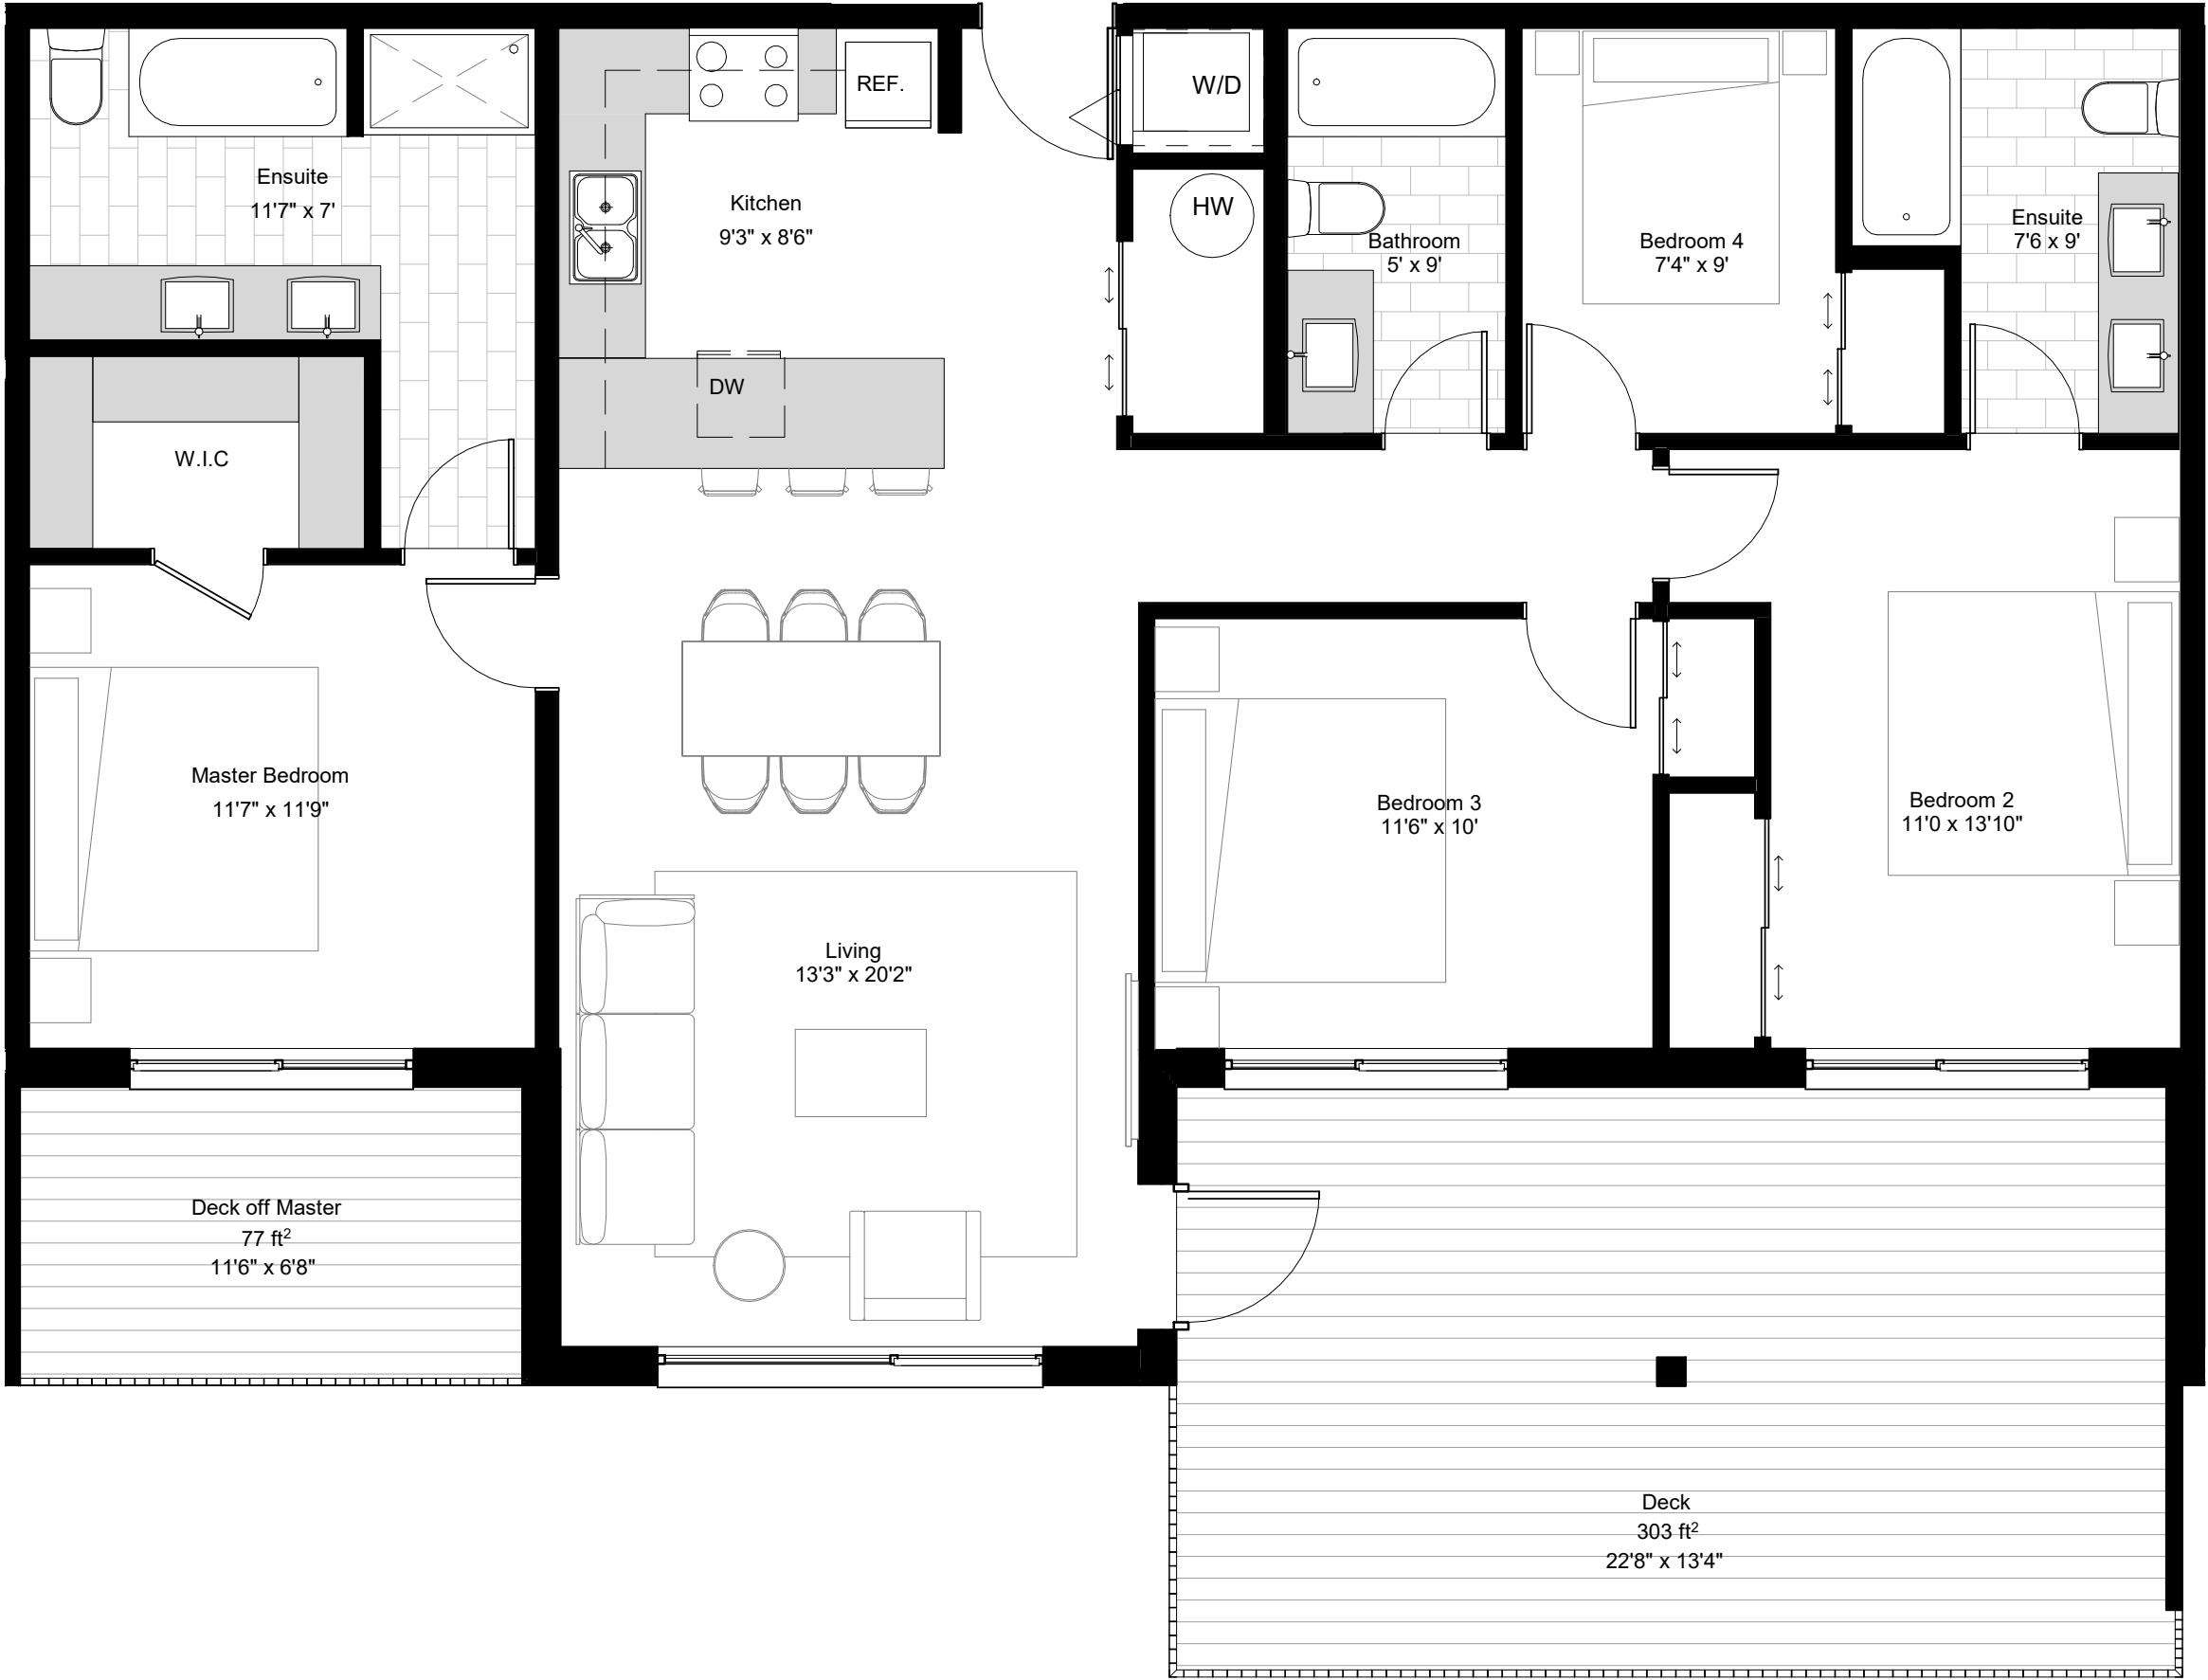 W/D
REF.
Ensuite
11'7" x 7'
Kitchen
9'3" x 8'6"
HW
Bathroom
5' x 9'
Bedroom 4
7'4" x 9'
Ensuite
7'6 x 9'
DW
W.I.C
Master Bedroom
11'7" x 11'9"
Bedroom 3
11'6" x 10'
Bedroom 2
11'0 x 13'10"
Living
13'3" x 20'2"
Deck off Master
77 ft²
11'6" x 6'8"
Deck
303 ft²
22'8" x 13'4"